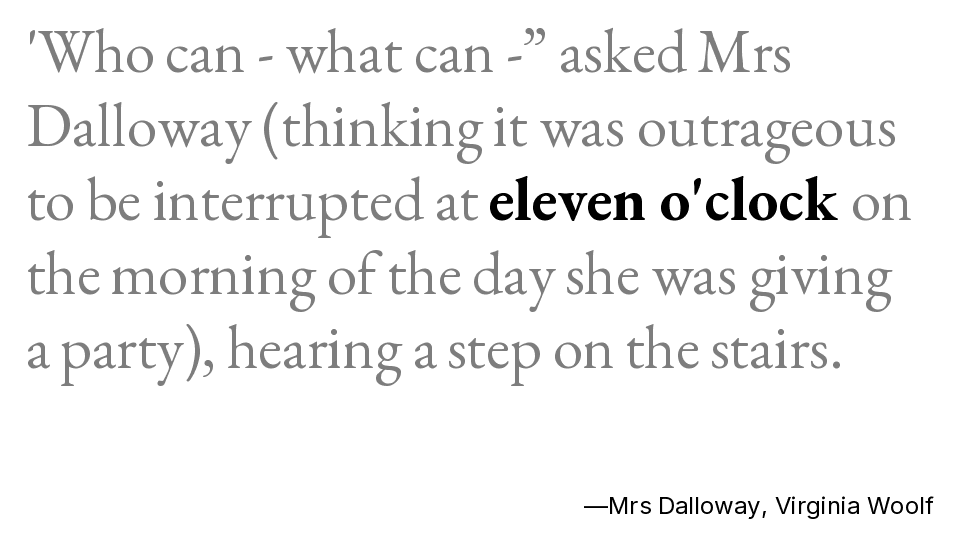 'Who can - what can -” asked Mrs
Dalloway (thinking it was outrageous
to be interrupted at eleven o'clock on
the morning of the day she was giving
a party), hearing a step on the stairs.
—Mrs Dalloway, Virginia Woolf